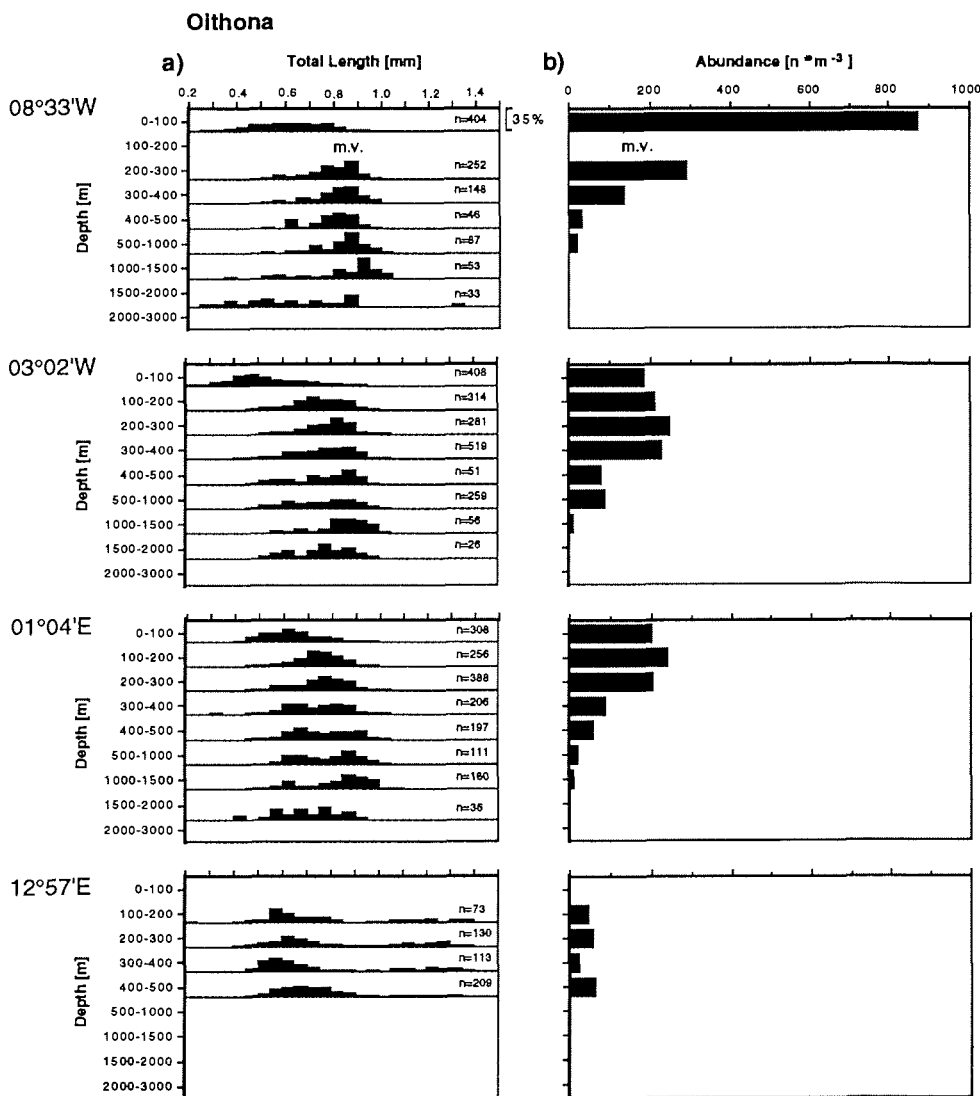 Oithona
a) Total Length [mm] b) Abundance [n * m -3 ]
0.2 0.4 0.6 0.8 1.0 1.4 0 200 400 600 800 1000
08°33'W
0-100 n=404 35%
100-200 m.v. m.v.
200-300 n=252
300-400 n=148
400-500 n=46
500-1000 n=87
1000-1500 n=53
1500-2000 n=33
2000-3000
Depth [m]
03°02'W
0-100 n=408
100-200 n=314
200-300 n=281
300-400 n=519
400-500 n=51
500-1000 n=259
1000-1500 n=56
1500-2000 n=26
2000-3000
Depth [m]
01°04'E
0-100 n=308
100-200 n=256
200-300 n=388
300-400 n=206
400-500 n=197
500-1000 n=111
1000-1500 n=160
1500-2000 n=36
2000-3000
Depth [m]
12°57'E
0-100
100-200 n=73
200-300 n=130
300-400 n=113
400-500 n=209
500-1000
1000-1500
1500-2000
2000-3000
Depth [m]